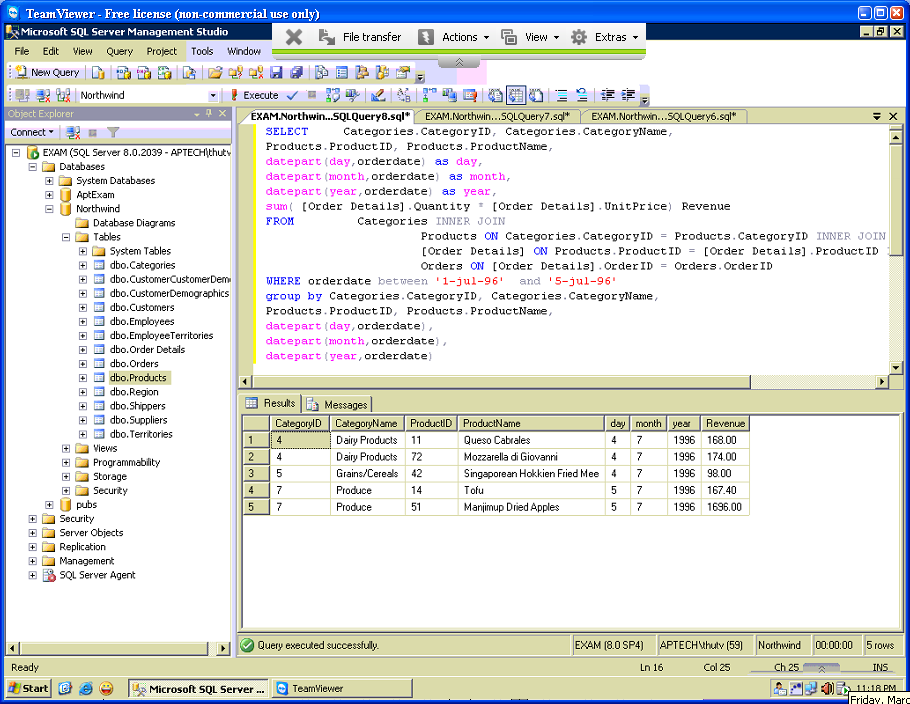 TeamViewer - Free license (non-commercial use only)
Microsoft SQL Server Management Studio
File transfer Actions View Extras
File Edit View Query Project Tools Window
New Query
Northwind Execute
Object Explorer
Connect
EXAM (SQL Server 8.0.2039 - APTECH\thutv
Databases
System Databases
AptExam
Northwind
Database Diagrams
Tables
System Tables
dbo.Categories
dbo.CustomerCustomerDem
dbo.CustomerDemographics
dbo.Customers
dbo.Employees
dbo.EmployeeTerritories
dbo.Order Details
dbo.Orders
dbo.Products
dbo.Region
dbo.Shippers
dbo.Suppliers
dbo.Territories
Views
Programmability
Storage
Security
pubs
Security
Server Objects
Replication
Management
SQL Server Agent
EXAM.Northwin...SQLQuery8.sql* EXAM.Northwin...SQLQuery7.sql* EXAM.Northwin...SQLQuery6.sql*
SELECT Categories.CategoryID, Categories.CategoryName,
Products.ProductID, Products.ProductName,
datepart(day,orderdate) as day,
datepart(month,orderdate) as month,
datepart(year,orderdate) as year,
sum( [Order Details].Quantity * [Order Details].UnitPrice) Revenue
FROM Categories INNER JOIN
Products ON Categories.CategoryID = Products.CategoryID INNER JOIN
[Order Details] ON Products.ProductID = [Order Details].ProductID
Orders ON [Order Details].OrderID = Orders.OrderID
WHERE orderdate between '1-jul-96' and '5-jul-96'
group by Categories.CategoryID, Categories.CategoryName,
Products.ProductID, Products.ProductName,
datepart(day,orderdate),
datepart(month,orderdate),
datepart(year,orderdate)
Results Messages
CategoryID CategoryName ProductID ProductName day month year Revenue
1 4 Dairy Products 11 Queso Cabrales 4 7 1996 168.00
2 4 Dairy Products 72 Mozzarella di Giovanni 4 7 1996 174.00
3 5 Grains/Cereals 42 Singaporean Hokkien Fried Mee 4 7 1996 98.00
4 7 Produce 14 Tofu 5 7 1996 167.40
5 7 Produce 51 Manjimup Dried Apples 5 7 1996 1696.00
Query executed successfully. EXAM (8.0 SP4) APTECH\thutv (59) Northwind 00:00:00 5 rows
Ready Ln 16 Col 25 Ch 25 INS
Start Microsoft SQL Server ... TeamViewer 11:18 PM
Friday, Marc